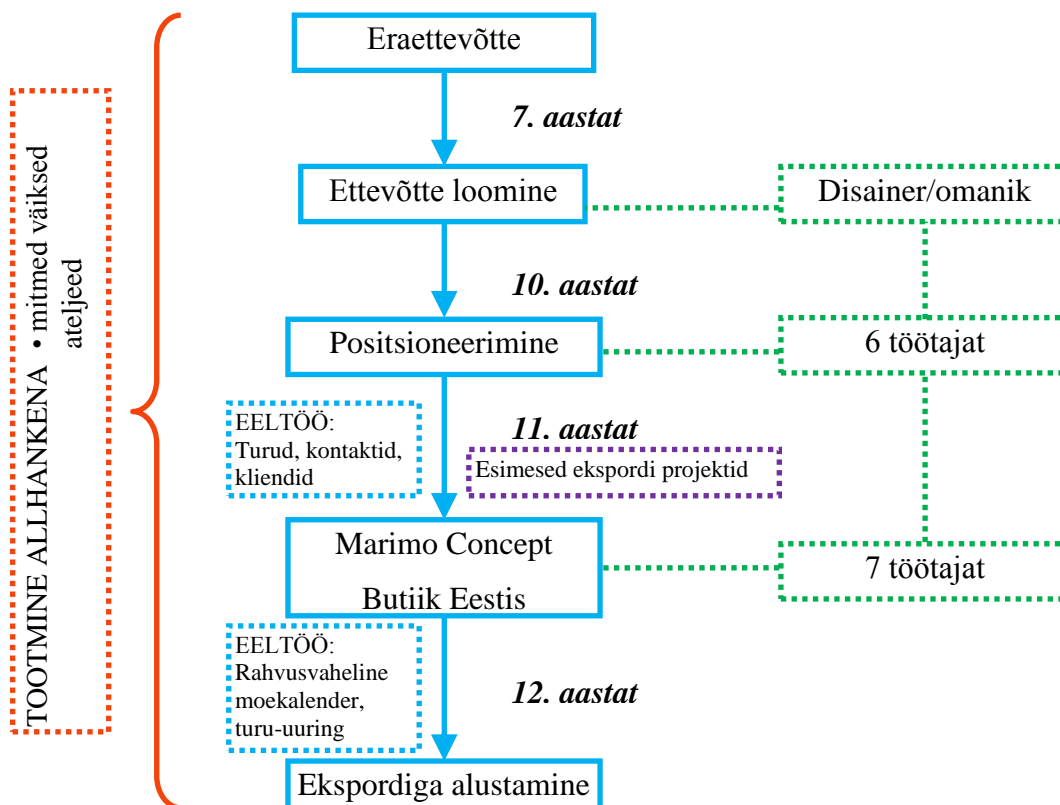 TOOTMINE ALLHANKENA • mitmed väiksed
ateljeed
Eraettevõtte
7. aastat
Ettevõtte loomine
Disainer/omanik
10. aastat
Positsioneerimine
6 töötajat
EELTÖÖ:
Turud, kontaktid,
kliendid
11. aastat
Esimesed ekspordi projektid
Marimo Concept
Butiik Eestis
7 töötajat
EELTÖÖ:
Rahvusvaheline
moekalender,
turu-uuring
12. aastat
Ekspordiga alustamine